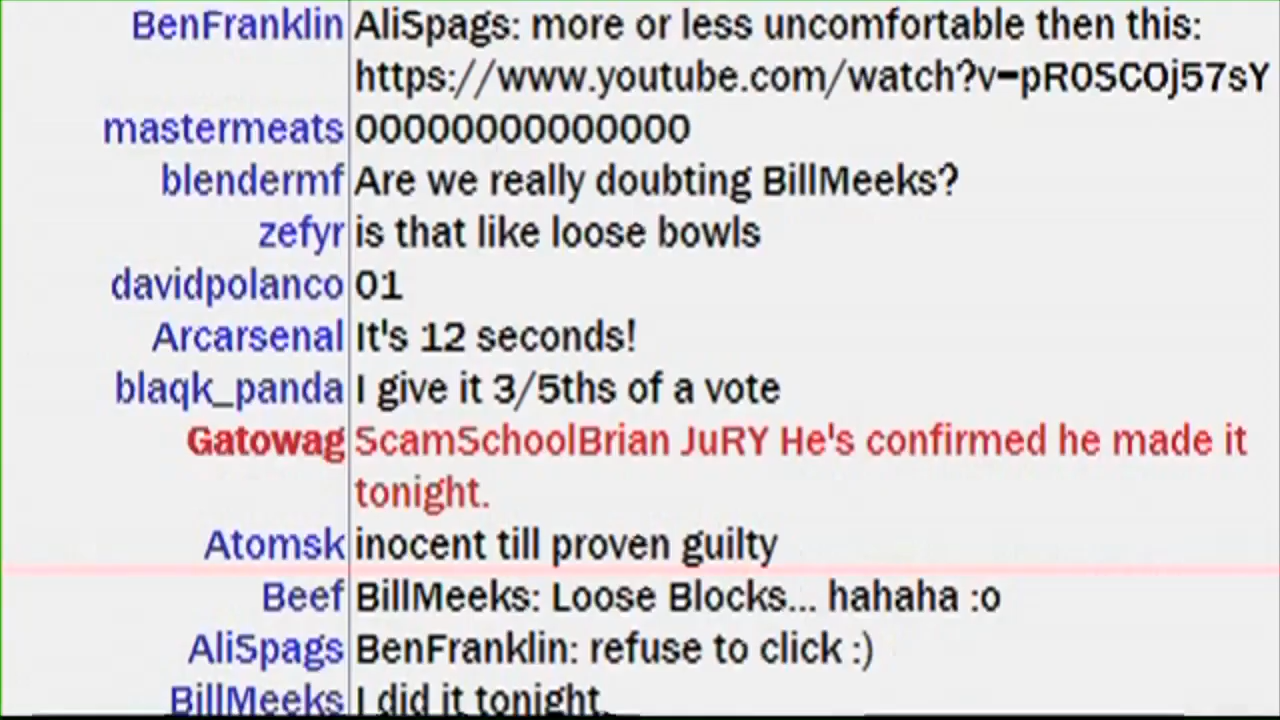 BenFranklin AliSpags: more or less uncomfortable then this:
https://www.youtube.com/watch?v=pR0SCOj57sY
mastermeats 00000000000000
blendermf Are we really doubting BillMeeks?
zefyr is that like loose bowls
davidpolanco 01
Arcarsenal It's 12 seconds!
blaqk_panda I give it 3/5ths of a vote
Gatowag ScamSchoolBrian JuRY He's confirmed he made it
tonight.
Atomsk inocent till proven guilty
Beef BillMeeks: Loose Blocks... hahaha :o
AliSpags BenFranklin: refuse to click :)
BillMeeks I did it tonight.